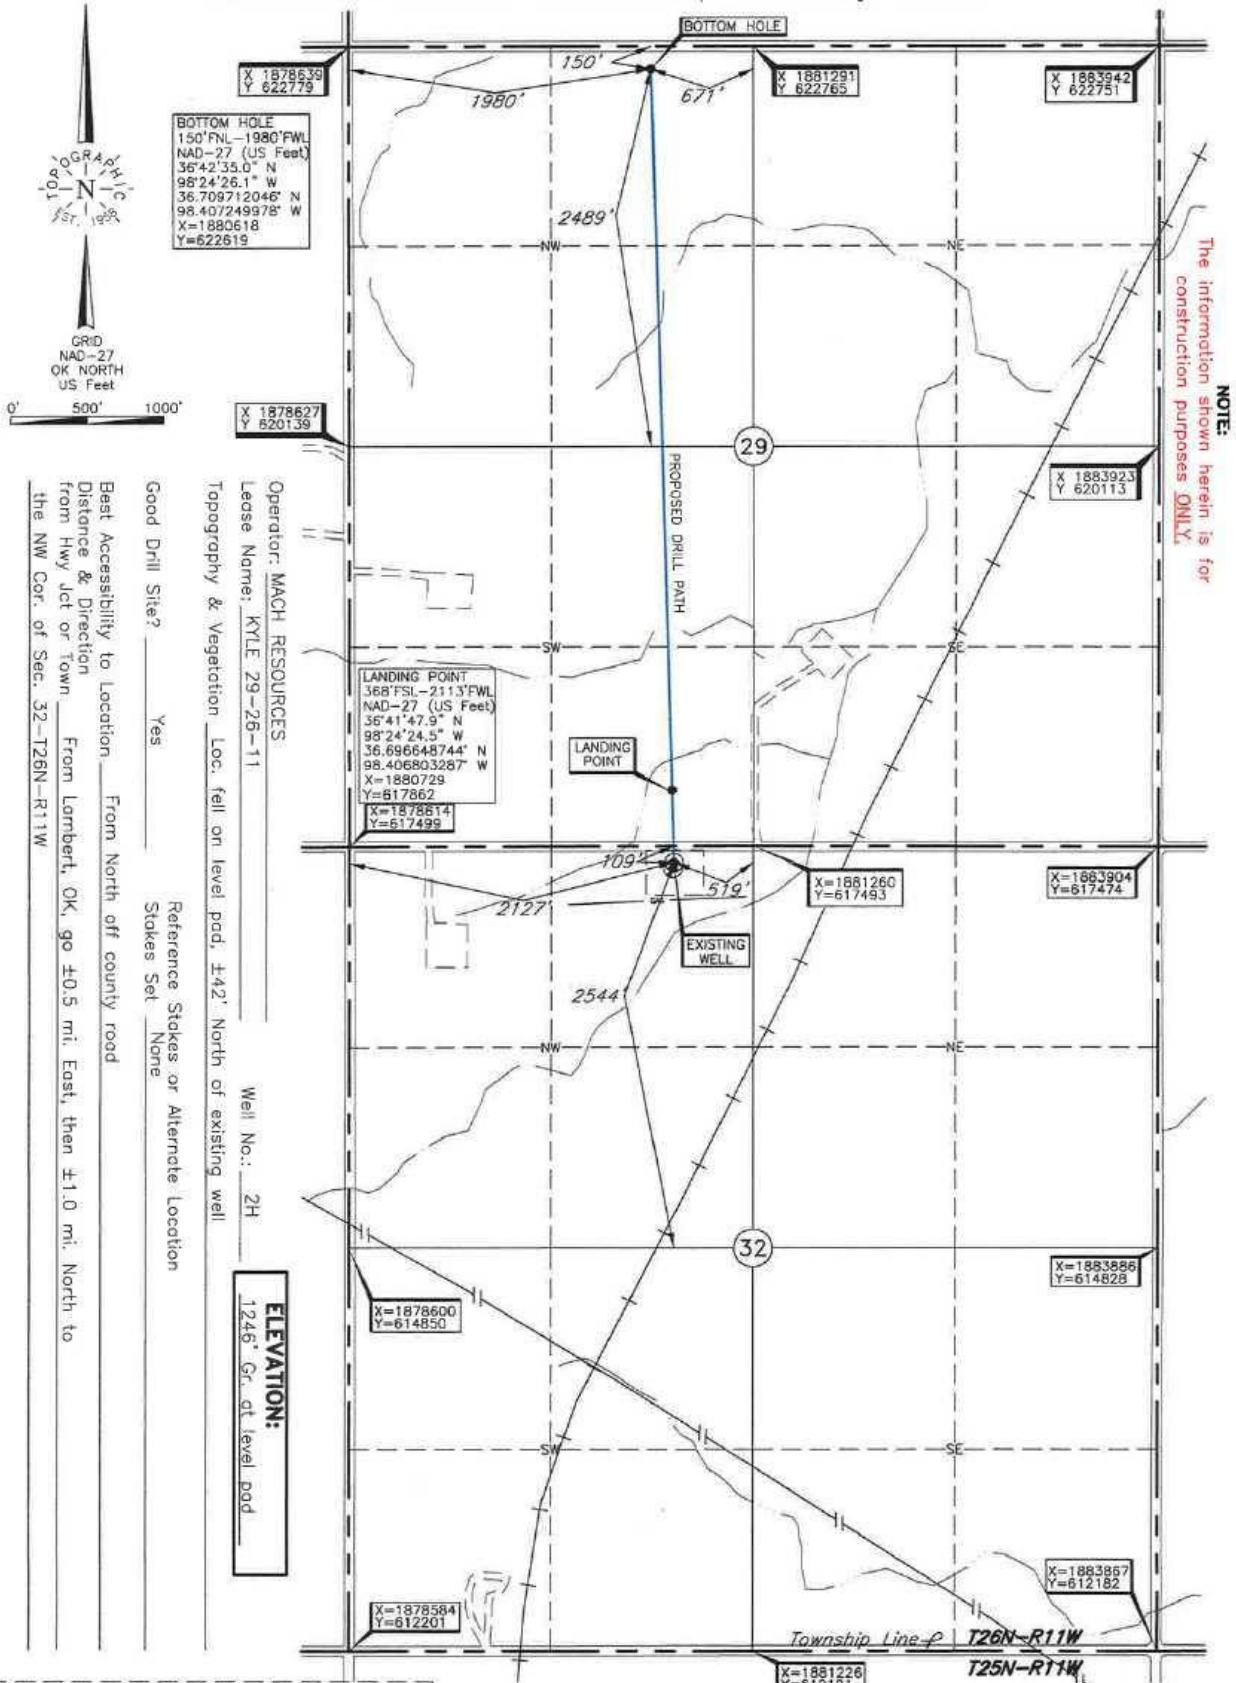 BOTTOM HOLE
150'
1980'
671'
X 1878639
Y 622779
X 1881291
Y 622765
X 1883942
Y 622751
BOTTOM HOLE
150'FNL-1980'FWL
NAD-27 (US Feet)
36°42'35.0" N
98°24'26.1" W
36.709712046° N
98.407249978° W
X=1880618
Y=622619
TOPOGRAPHIC
N
EST. 1958
GRID
NAD-27
OK NORTH
US Feet
0' 500' 1000'
2489'
NW
NE
NOTE:
The information shown herein is for
construction purposes ONLY.
X 1878627
Y 620139
29
X 1883923
Y 620113
PROPOSED DRILL PATH
SW
SE
LANDING POINT
368'FSL-2113'FWL
NAD-27 (US Feet)
36°41'47.9" N
98°24'24.5" W
36.696648744° N
98.406803287° W
X=1880729
Y=617862
LANDING
POINT
X=1878614
Y=617499
109'
519'
2127'
X=1881260
Y=617493
X=1883904
Y=617474
EXISTING
WELL
2544'
NW
NE
32
X=1878600
Y=614850
X=1883886
Y=614828
SW
SE
X=1883867
Y=612182
X=1878584
Y=612201
Township Line
T26N-R11W
T25N-R11W
X=1881226
Operator: MACH RESOURCES
Lease Name: KYLE 29-26-11 Well No.: 2H
Topography & Vegetation Loc. fell on level pad, ±42' North of existing well
Good Drill Site? Yes
Reference Stakes or Alternate Location
Stakes Set None
Best Accessibility to Location From North off county road
Distance & Direction
from Hwy Jct or Town From Lambert, OK, go ±0.5 mi. East, then ±1.0 mi. North to
the NW Cor. of Sec. 32-T26N-R11W
ELEVATION:
1246' Gr. at level pad